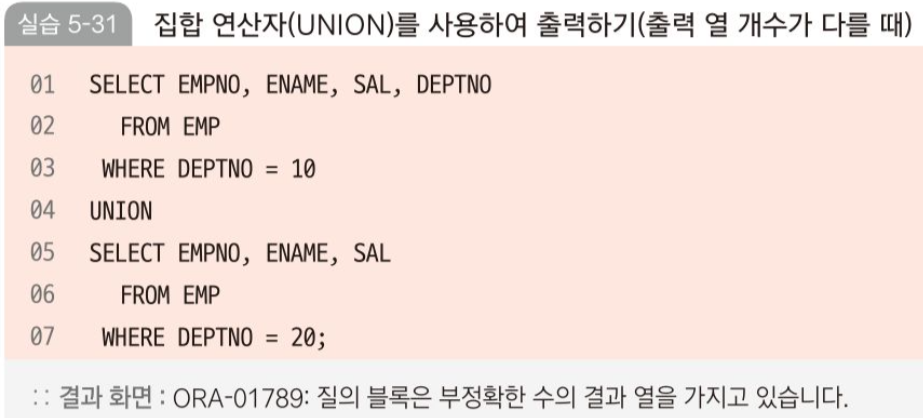 실습 5-31 집합 연산자(UNION)를 사용하여 출력하기(출력 열 개수가 다를 때)
01 SELECT EMPNO, ENAME, SAL, DEPTNO
02 FROM EMP
03 WHERE DEPTNO = 10
04 UNION
05 SELECT EMPNO, ENAME, SAL
06 FROM EMP
07 WHERE DEPTNO = 20;
:: 결과 화면 : ORA-01789: 질의 블록은 부정확한 수의 결과 열을 가지고 있습니다.